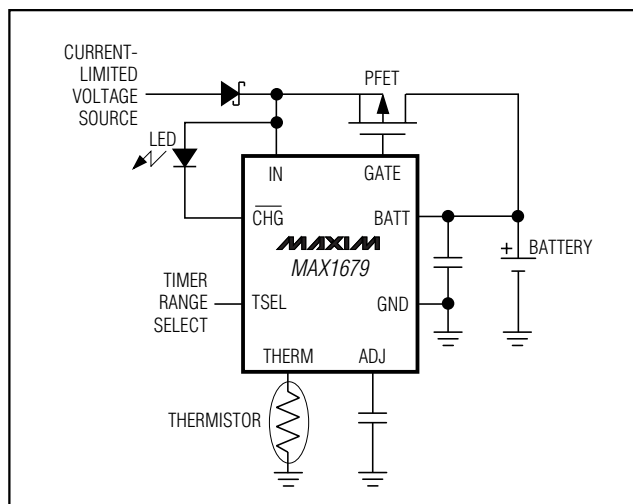 CURRENT-
LIMITED
VOLTAGE
SOURCE
PFET
LED
IN
GATE
CHG
BATT
MAXIM
MAX1679
+
BATTERY
TIMER
RANGE
SELECT
TSEL
GND
THERM
ADJ
THERMISTOR